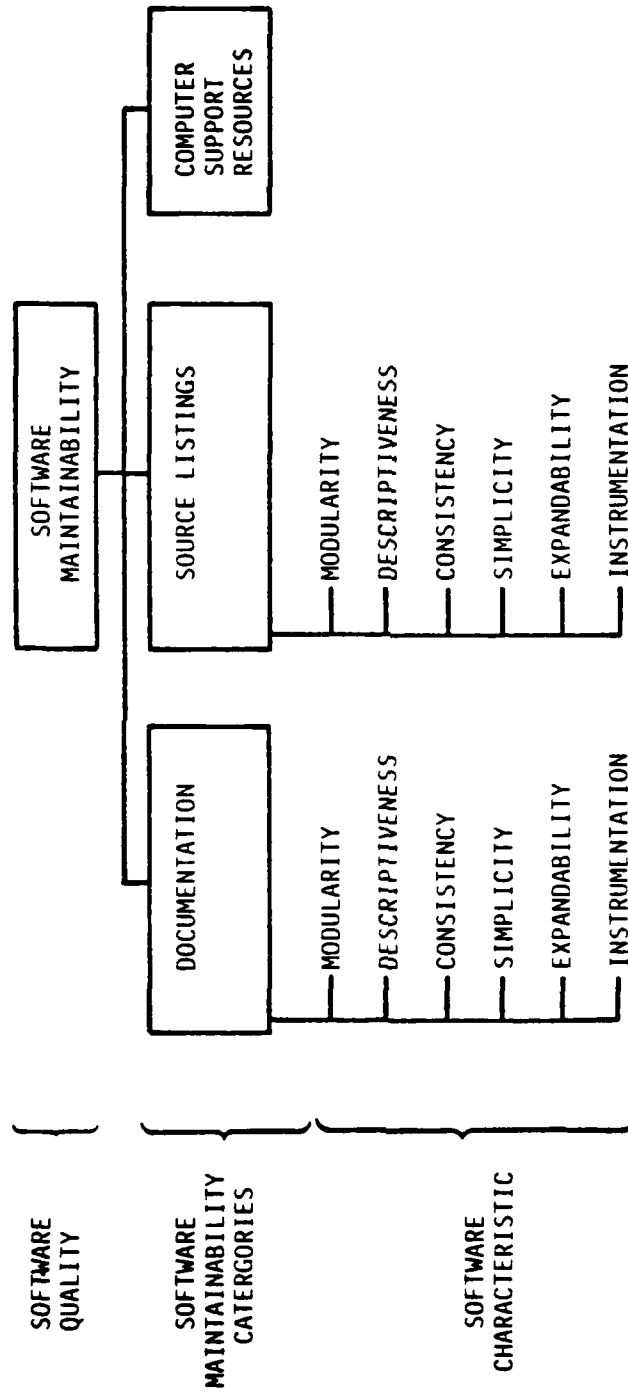 SOFTWARE
QUALITY
SOFTWARE
MAINTAINABILITY
SOFTWARE
MAINTAINABILITY
CATERGORIES
DOCUMENTATION
SOURCE LISTINGS
COMPUTER
SUPPORT
RESOURCES
SOFTWARE
CHARACTERISTIC
MODULARITY
DESCRIPTIVENESS
CONSISTENCY
SIMPLICITY
EXPANDABILITY
INSTRUMENTATION
MODULARITY
DESCRIPTIVENESS
CONSISTENCY
SIMPLICITY
EXPANDABILITY
INSTRUMENTATION